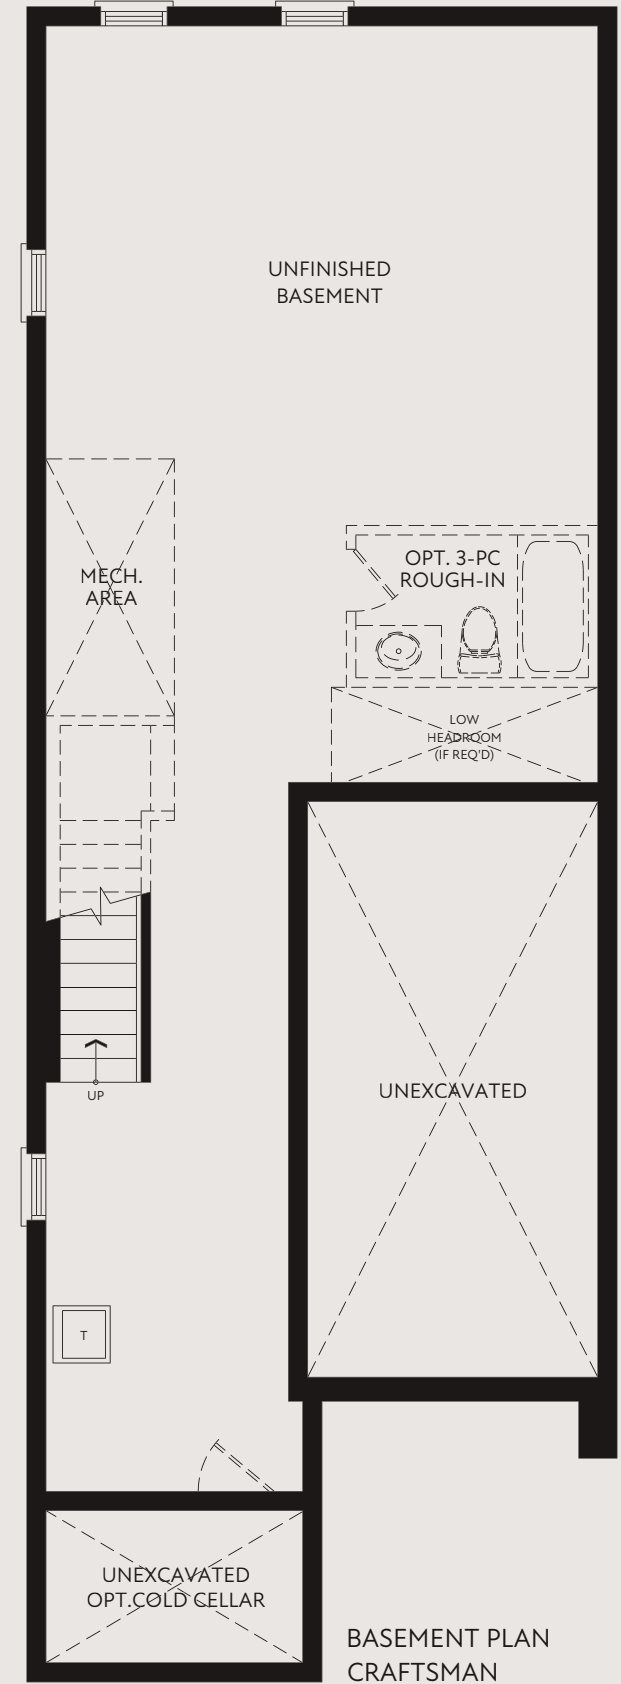 UNFINISHED
BASEMENT
MECH.
AREA
OPT. 3-PC
ROUGH-IN
LOW
HEADROOM
(IF REQ'D)
UNEXCAVATED
UP
T
UNEXCAVATED
OPT.COLD CELLAR
BASEMENT PLAN
CRAFTSMAN